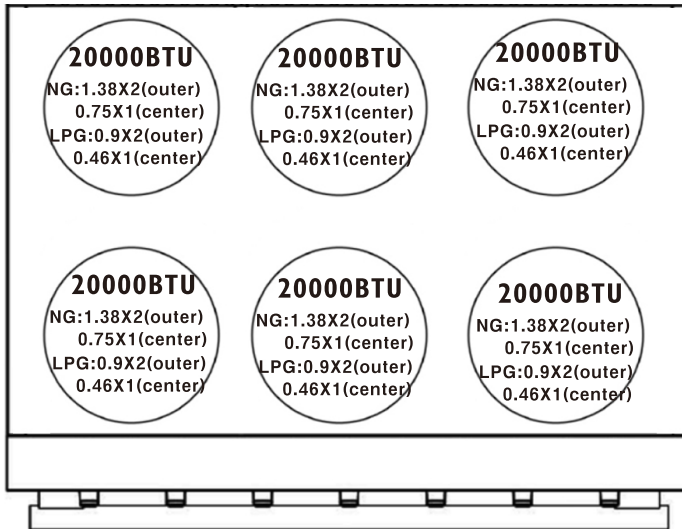 20000BTU
NG:1.38X2(outer)
0.75X1(center)
LPG:0.9X2(outer)
0.46X1(center)
20000BTU
NG:1.38X2(outer)
0.75X1(center)
LPG:0.9X2(outer)
0.46X1(center)
20000BTU
NG:1.38X2(outer)
0.75X1(center)
LPG:0.9X2(outer)
0.46X1(center)
20000BTU
NG:1.38X2(outer)
0.75X1(center)
LPG:0.9X2(outer)
0.46X1(center)
20000BTU
NG:1.38X2(outer)
0.75X1(center)
LPG:0.9X2(outer)
0.46X1(center)
20000BTU
NG:1.38X2(outer)
0.75X1(center)
LPG:0.9X2(outer)
0.46X1(center)